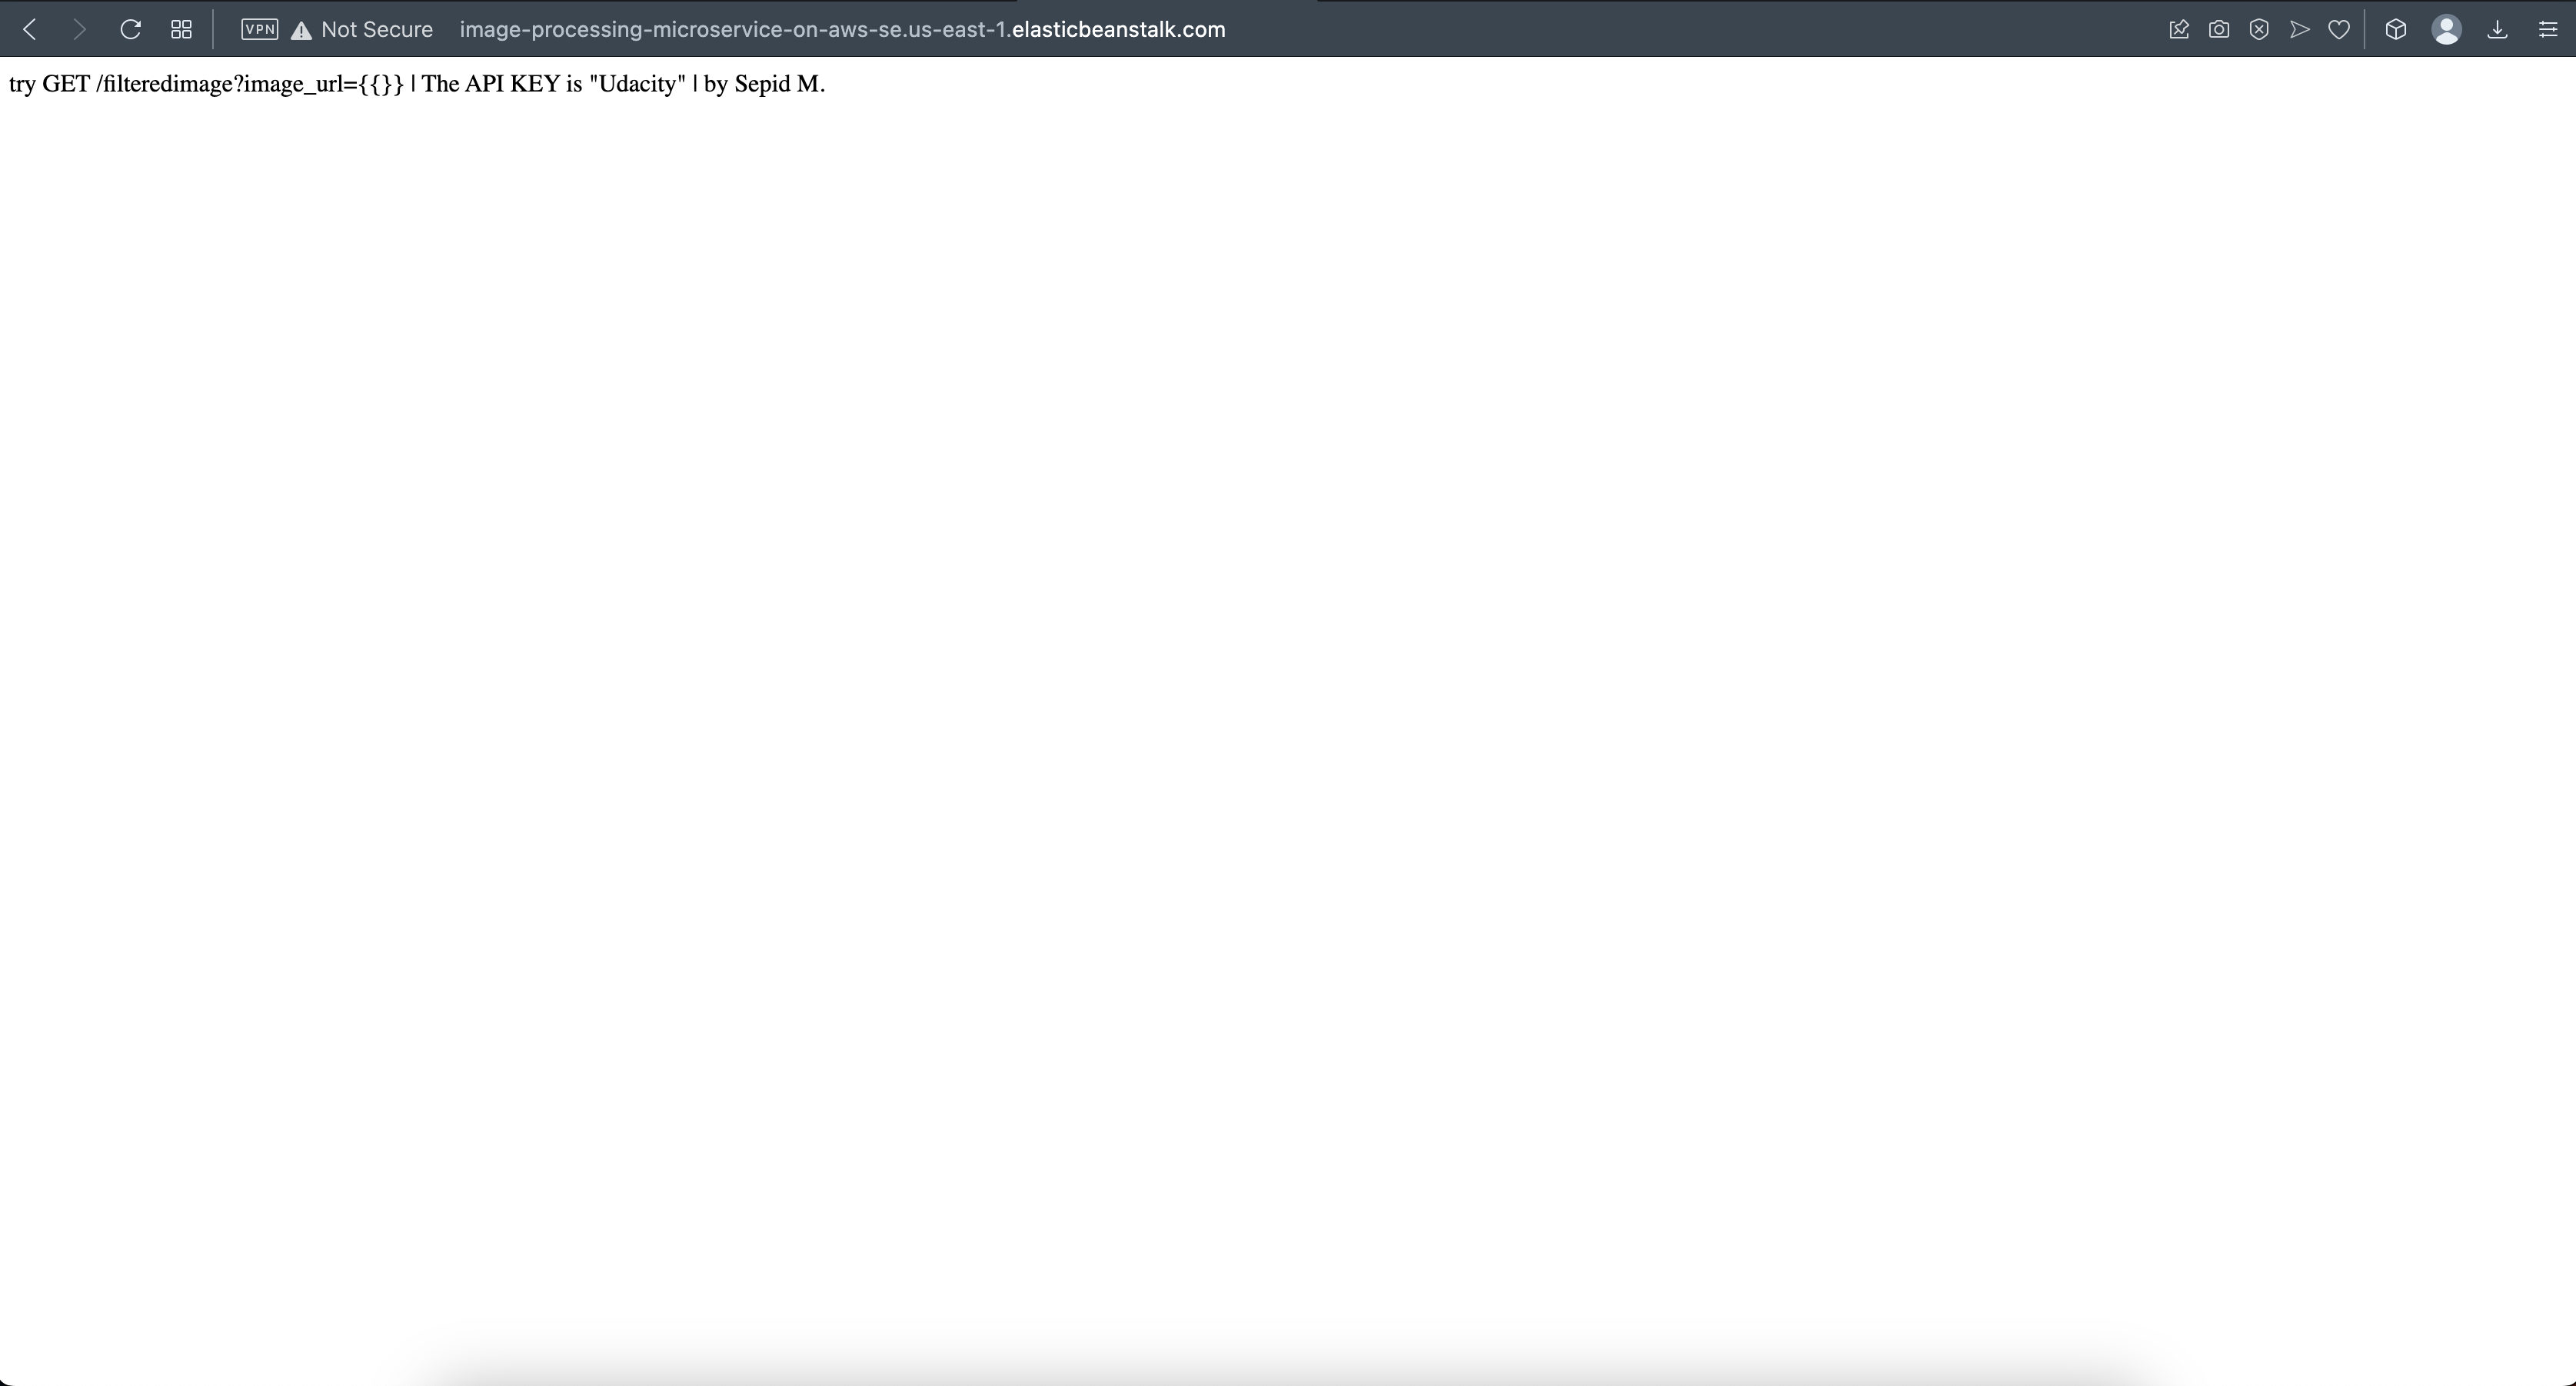 VPN Not Secure image-processing-microservice-on-aws-se.us-east-1.elasticbeanstalk.com
try GET /filteredimage?image_url={{}} | The API KEY is "Udacity" | by Sepid M.